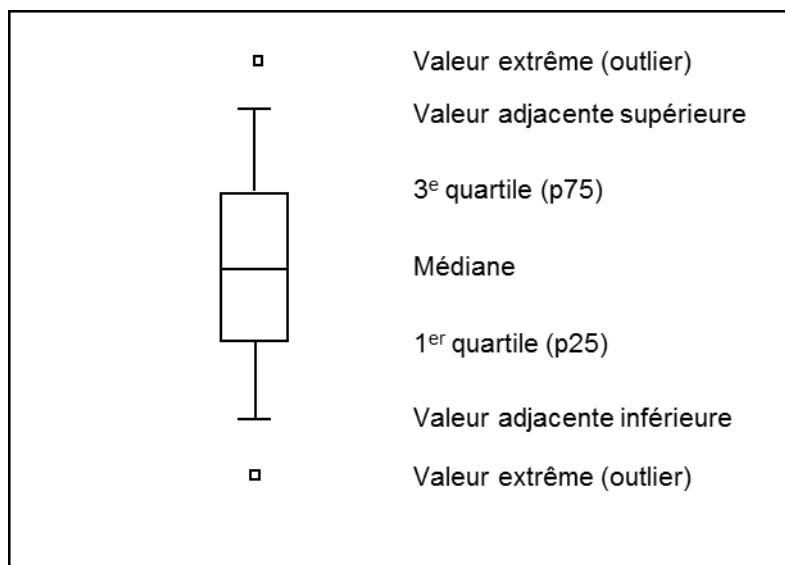 Valeur extrême (outlier)
Valeur adjacente supérieure
3e quartile (p75)
Médiane
1er quartile (p25)
Valeur adjacente inférieure
Valeur extrême (outlier)